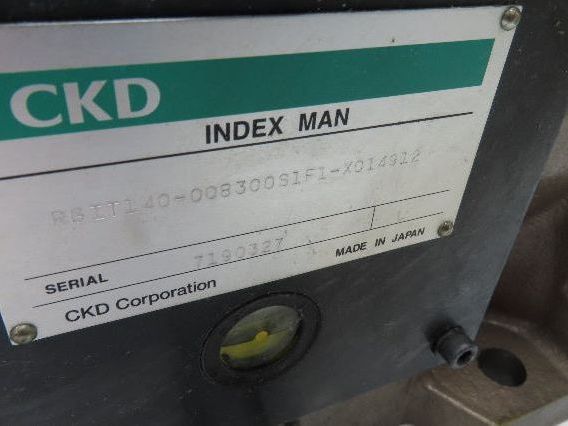 CKD
INDEX MAN
RGIT140-008300S1F1-X014912
SERIAL 7190327
MADE IN JAPAN
CKD Corporation